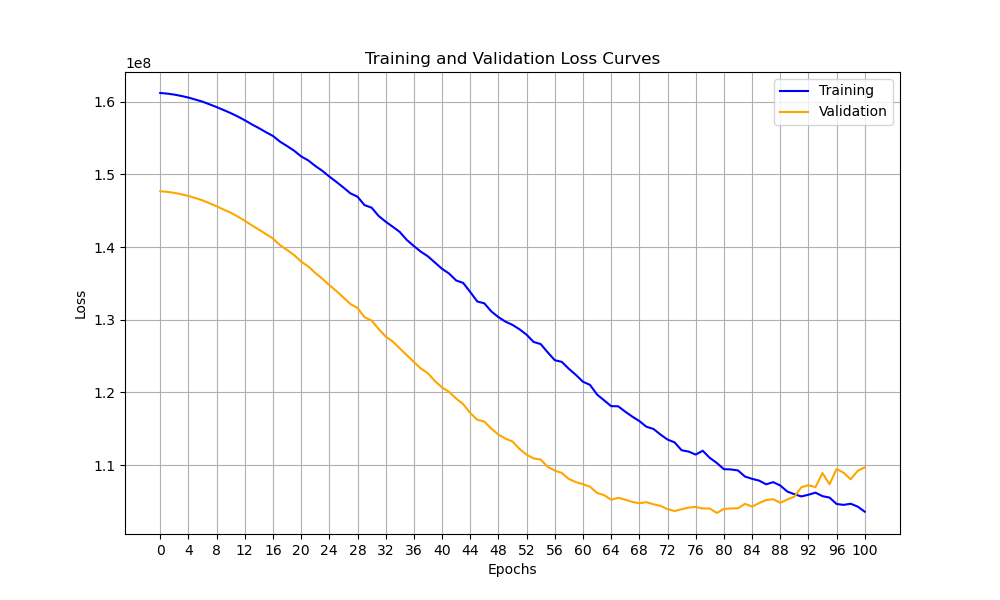 Training and Validation Loss Curves
1e8
Training
Validation
1.6
1.5
1.4
1.3
1.2
1.1
Loss
0 4 8 12 16 20 24 28 32 36 40 44 48 52 56 60 64 68 72 76 80 84 88 92 96 100
Epochs